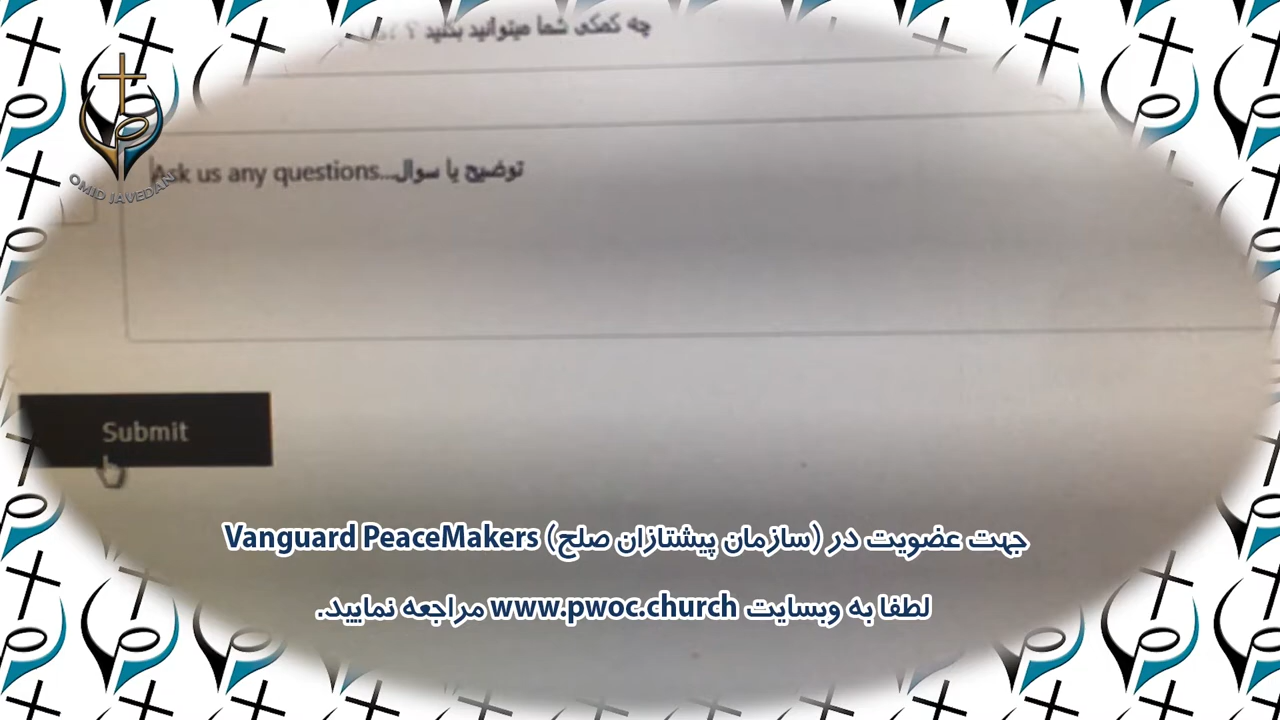 چه کمکی شما میتوانید بکنید ؟
Ask us any questions...توضیح یا سوال
OMID JAVEDAN
Submit
جهت عضویت در (سازمان پیشتازان صلح) Vanguard PeaceMakers
لطفا به وبسایت www.pwoc.church مراجعه نمایید.